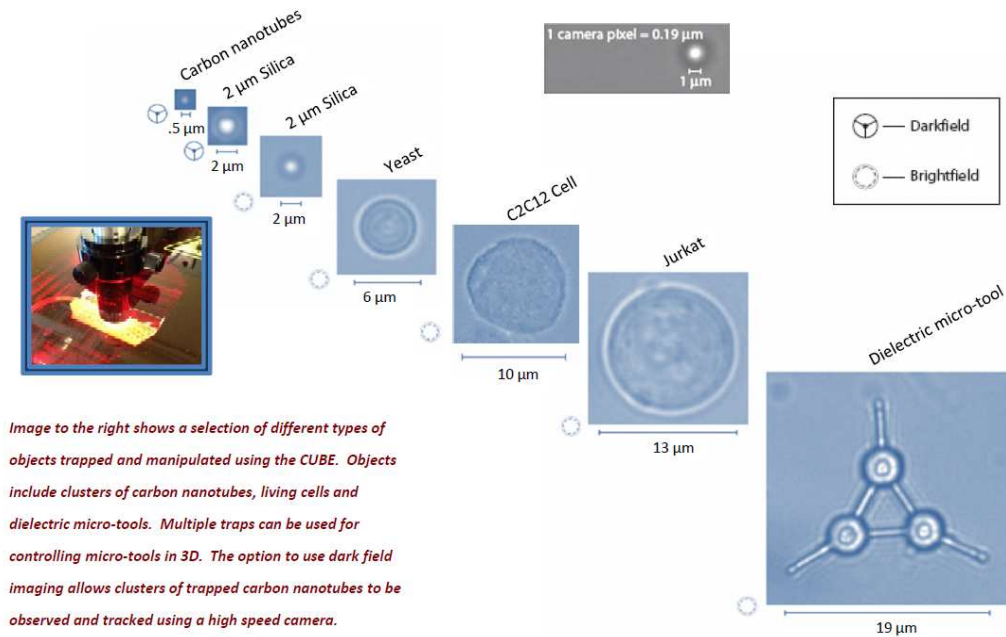 Carbon nanotubes
.5 µm
2 µm Silica
2 µm
2 µm Silica
2 µm
Yeast
6 µm
C2C12 Cell
10 µm
Jurkat
13 µm
Dielectric micro-tool
19 µm
1 camera pixel = 0.19 µm
1 µm
Darkfield
Brightfield
Image to the right shows a selection of different types of
objects trapped and manipulated using the CUBE. Objects
include clusters of carbon nanotubes, living cells and
dielectric micro-tools. Multiple traps can be used for
controlling micro-tools in 3D. The option to use dark field
imaging allows clusters of trapped carbon nanotubes to be
observed and tracked using a high speed camera.